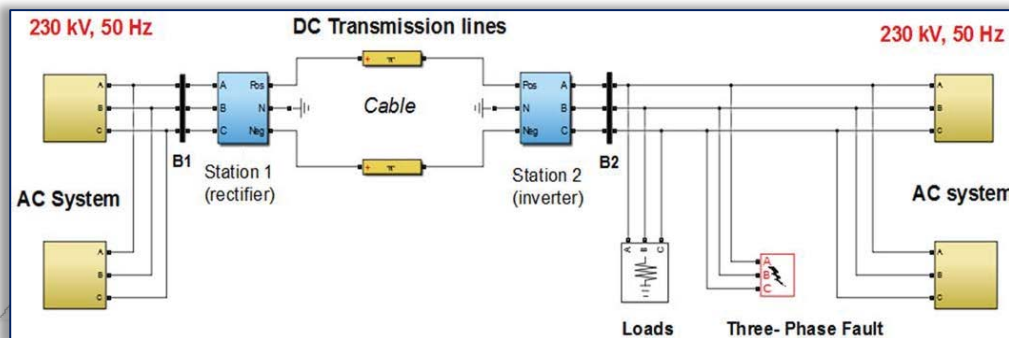 230 kV, 50 Hz
DC Transmission lines
230 kV, 50 Hz
A
B
C
B1
A
B
C
Pos
N
Neg
Station 1
(rectifier)
+
"π"
Cable
+
"π"
Pos
N
Neg
A
B
C
Station 2
(inverter)
B2
A
B
C
AC System
AC system
A
B
C
A B C
Loads
A
B
C
Three- Phase Fault
A
B
C